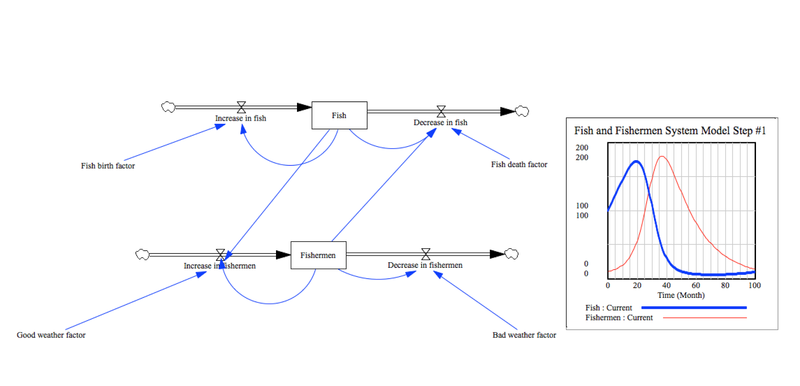 Fish
Increase in fish
Decrease in fish
Fish birth factor
Fish death factor
Fishermen
Increase in fishermen
Decrease in fishermen
Good weather factor
Bad weather factor
Fish and Fishermen System Model Step #1
200
200
100
100
0
0
0 20 40 60 80 100
Time (Month)
Fish : Current
Fishermen : Current